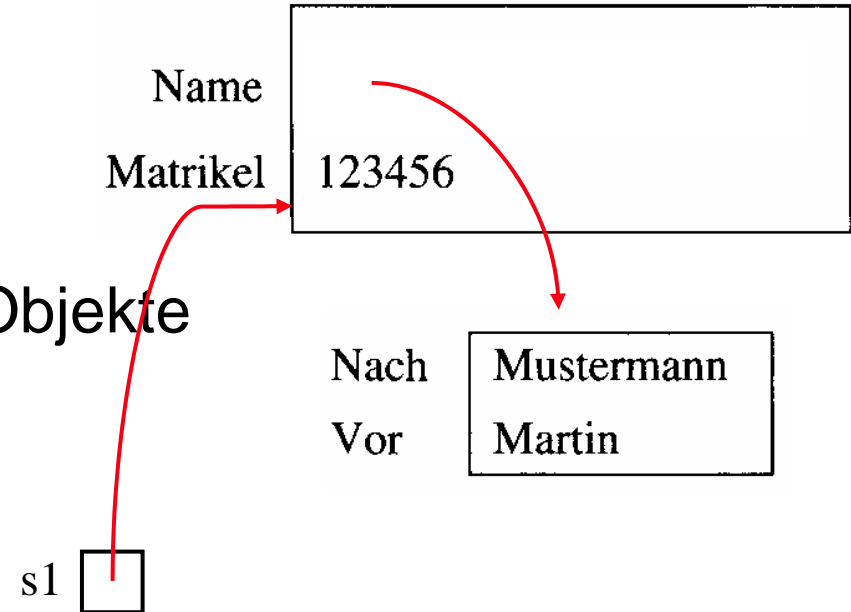 Name
Matrikel 123456
Objekte
Nach Mustermann
Vor Martin
s1